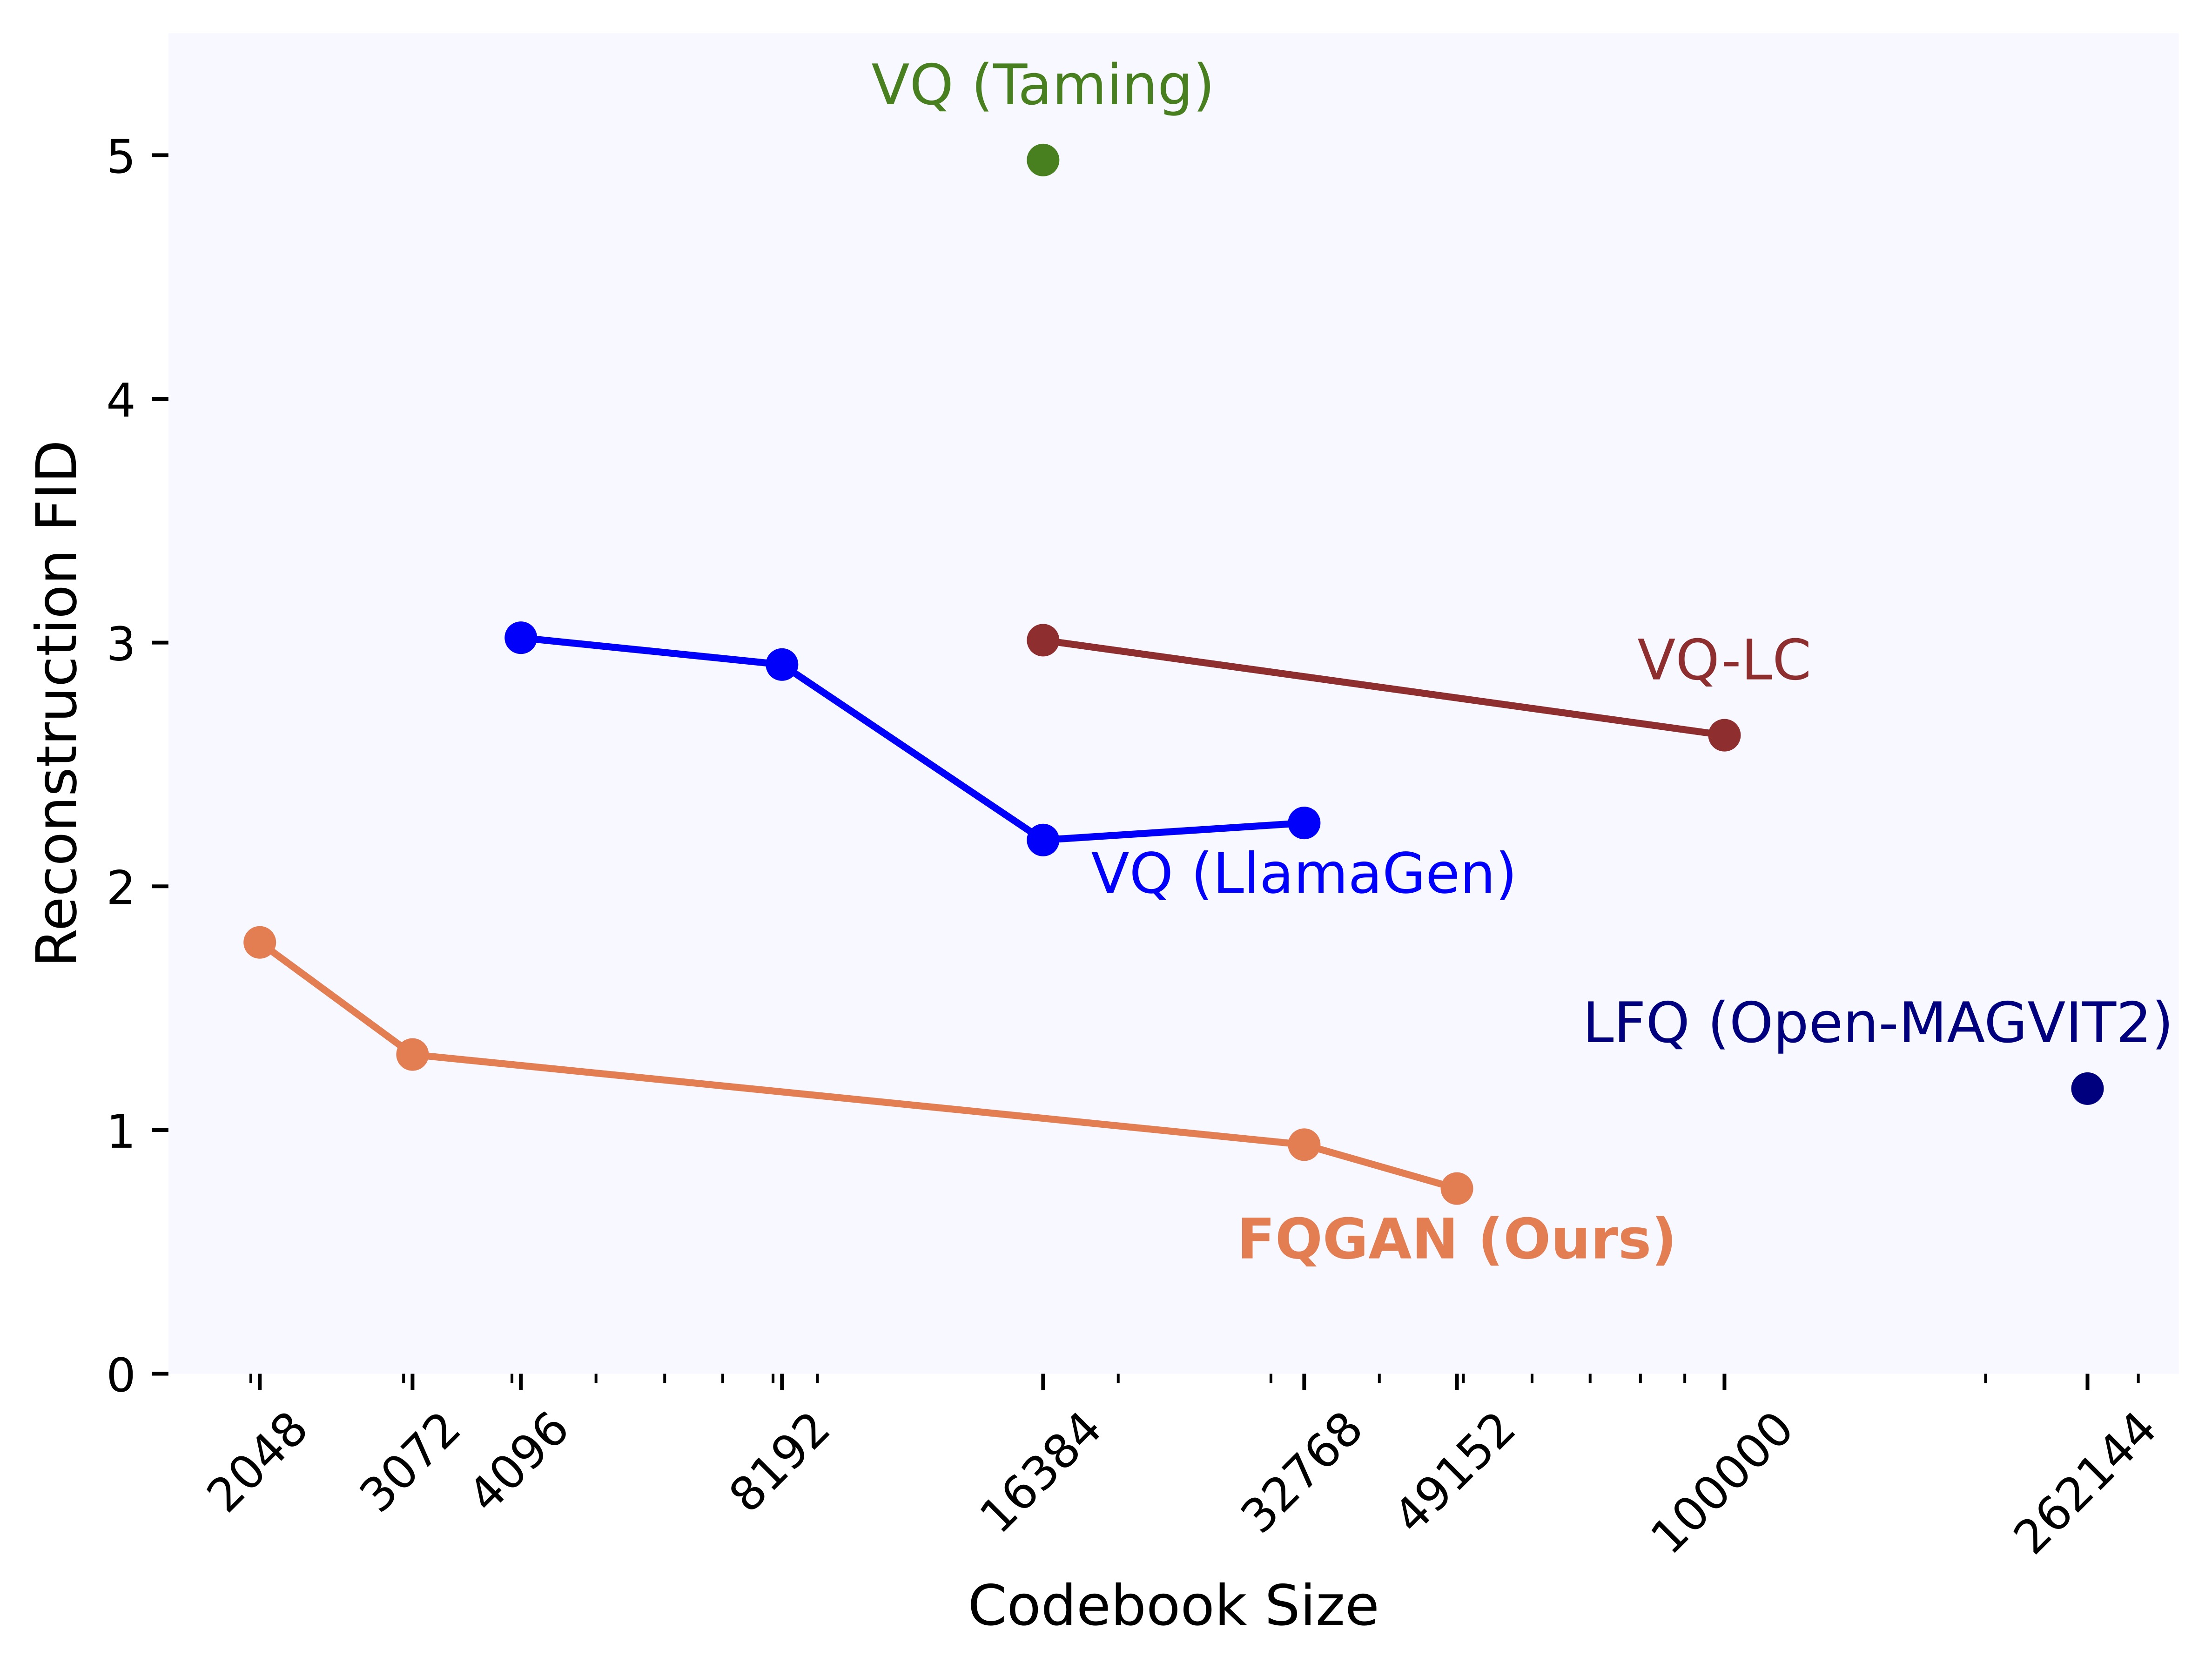 VQ (Taming)
5
4
3
2
1
0
Reconstruction FID
VQ-LC
VQ (LlamaGen)
LFQ (Open-MAGVIT2)
FQGAN (Ours)
2048
3072
4096
8192
16384
32768
49152
100000
262144
Codebook Size